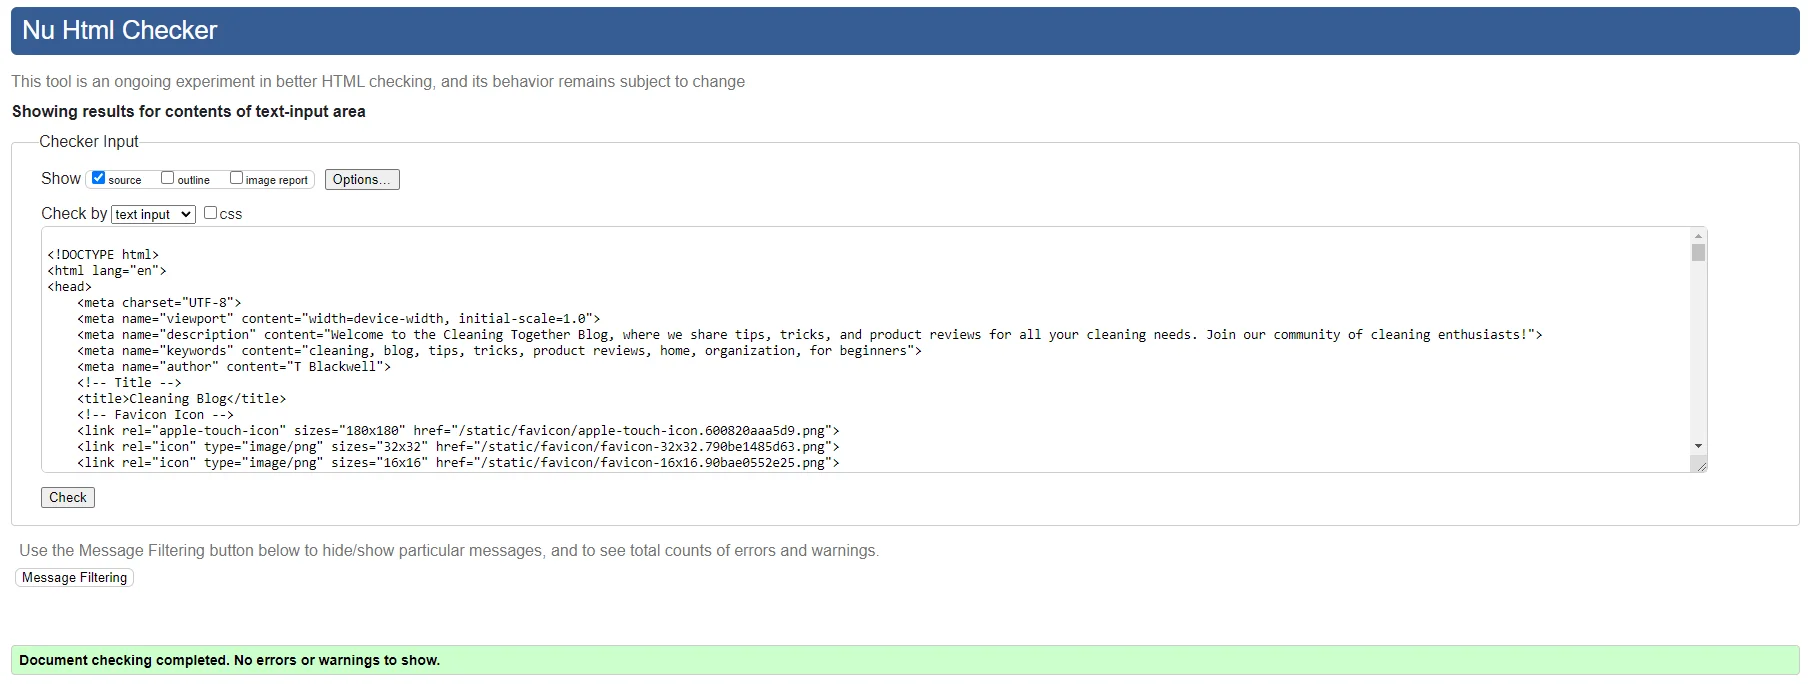 Nu Html Checker
This tool is an ongoing experiment in better HTML checking, and its behavior remains subject to change
Showing results for contents of text-input area
Checker Input
Show source outline image report Options...
Check by text input css
<!DOCTYPE html>
<html lang="en">
<head>
    <meta charset="UTF-8">
    <meta name="viewport" content="width=device-width, initial-scale=1.0">
    <meta name="description" content="Welcome to the Cleaning Together Blog, where we share tips, tricks, and product reviews for all your cleaning needs. Join our community of cleaning enthusiasts!">
    <meta name="keywords" content="cleaning, blog, tips, tricks, product reviews, home, organization, for beginners">
    <meta name="author" content="T Blackwell">
    <!-- Title -->
    <title>Cleaning Blog</title>
    <!-- Favicon Icon -->
    <link rel="apple-touch-icon" sizes="180x180" href="/static/favicon/apple-touch-icon.600820aaa5d9.png">
    <link rel="icon" type="image/png" sizes="32x32" href="/static/favicon/favicon-32x32.790be1485d63.png">
    <link rel="icon" type="image/png" sizes="16x16" href="/static/favicon/favicon-16x16.90bae0552e25.png">
Check
Use the Message Filtering button below to hide/show particular messages, and to see total counts of errors and warnings.
Message Filtering
Document checking completed. No errors or warnings to show.